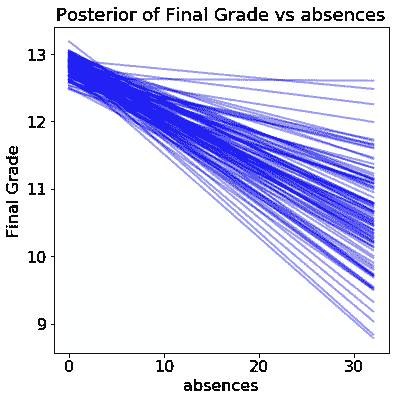 Posterior of Final Grade vs absences
13
12
11
10
9
Final Grade
0 10 20 30
absences